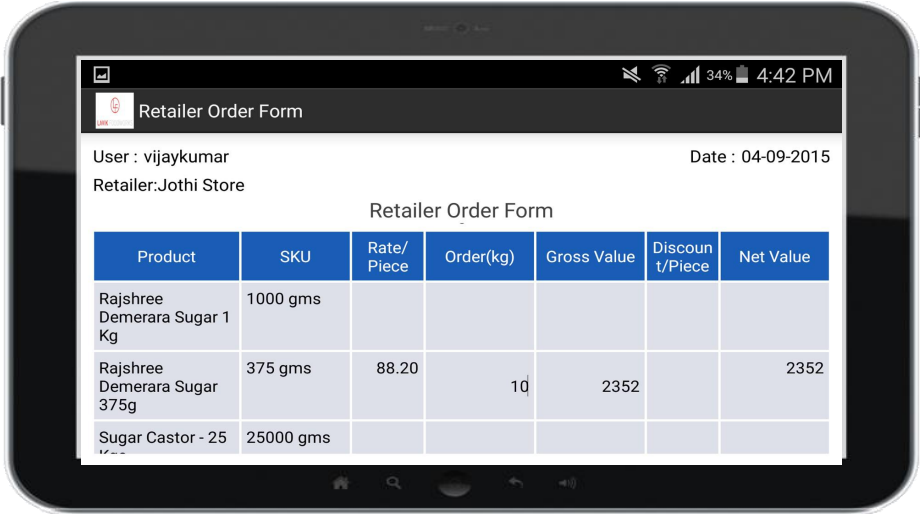 34% 4:42 PM
Retailer Order Form
User : vijaykumar
Date : 04-09-2015
Retailer:Jothi Store
Retailer Order Form
Product
SKU
Rate/
Piece
Order(kg)
Gross Value
Discoun
t/Piece
Net Value
Rajshree
Demerara Sugar 1
Kg
1000 gms
Rajshree
Demerara Sugar
375g
375 gms
88.20
10
2352
2352
Sugar Castor - 25
25000 gms